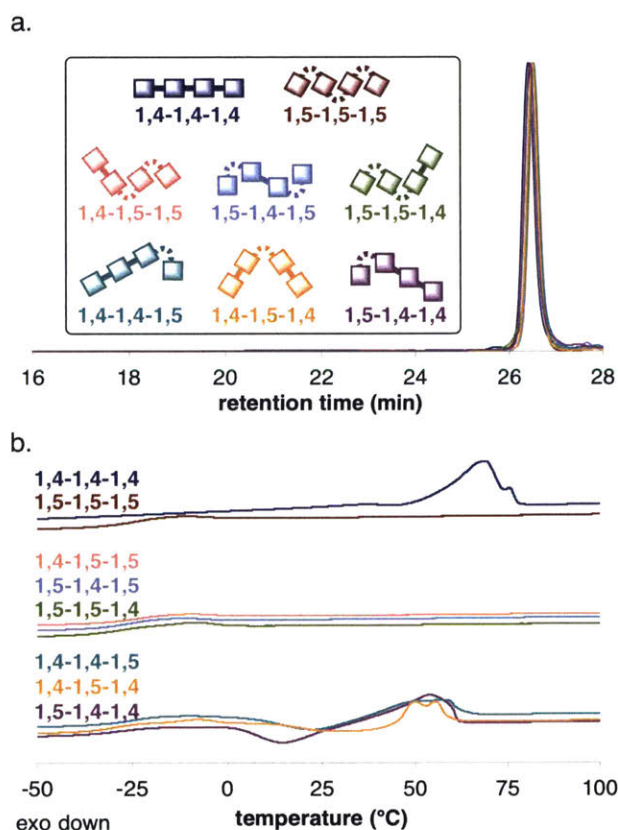 a.
1,4-1,4-1,4 1,5-1,5-1,5
1,4-1,5-1,5 1,5-1,4-1,5 1,5-1,5-1,4
1,4-1,4-1,5 1,4-1,5-1,4 1,5-1,4-1,4
16 18 20 22 24 26 28
retention time (min)
b.
1,4-1,4-1,4
1,5-1,5-1,5
1,4-1,5-1,5
1,5-1,4-1,5
1,5-1,5-1,4
1,4-1,4-1,5
1,4-1,5-1,4
1,5-1,4-1,4
-50 -25 0 25 50 75 100
exo down temperature (°C)